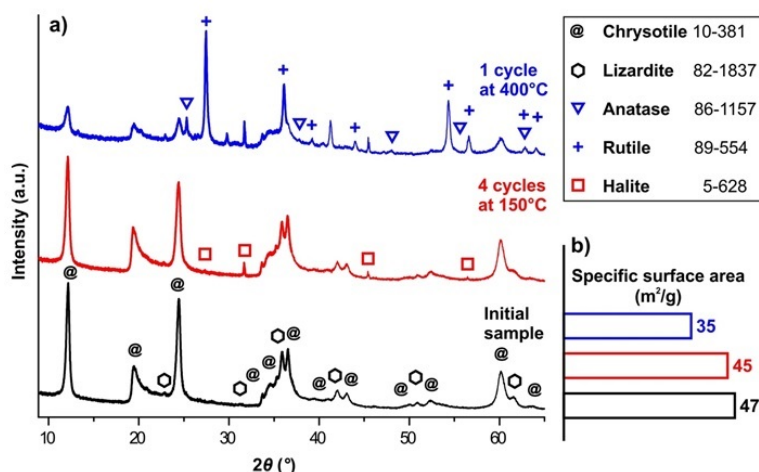 a)
1 cycle
at 400°C
4 cycles
at 150°C
Initial
sample
Intensity (a.u.)
10 20 30 40 50 60
2θ (°)
@ Chrysotile 10-381
Lizardite 82-1837
Anatase 86-1157
+ Rutile 89-554
Halite 5-628
b)
Specific surface area
(m²/g)
35
45
47